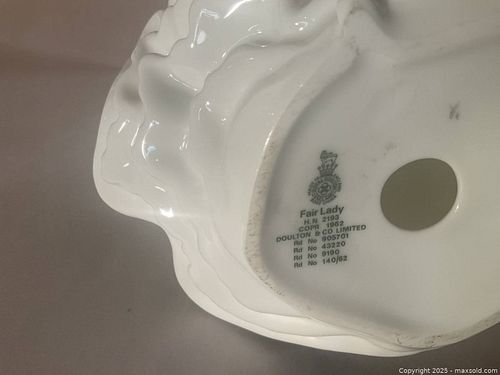 Fair Lady
H.N. 2193
COPR 1962
DOULTON & CO LIMITED
Rd No 905701
Rd No 43220
Rd No 9190
Rd No 140/62
Copyright 2025 - maxsold.com